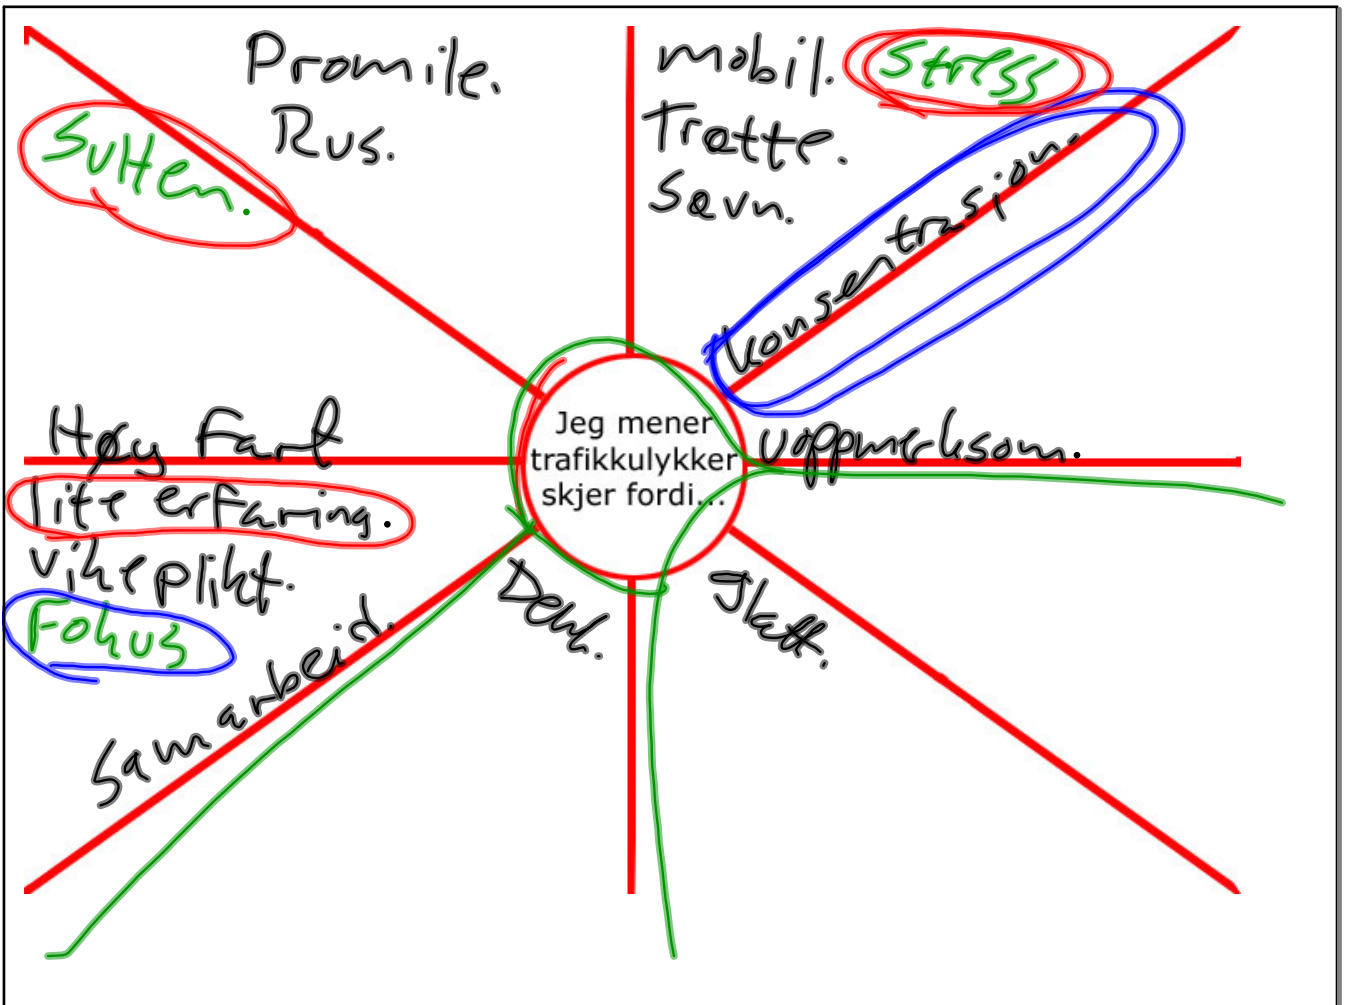 Promile.
Rus.
mobil.
Stress
Trøtte.
Søvn.
Sulten.
konsentrasjon.
Høy Fart
lite erfaring.
vikeplikt.
Fokus
Samarbeid.
Jeg mener
trafikkulykker
skjer fordi...
uoppmerksom.
Dekk.
glatt.